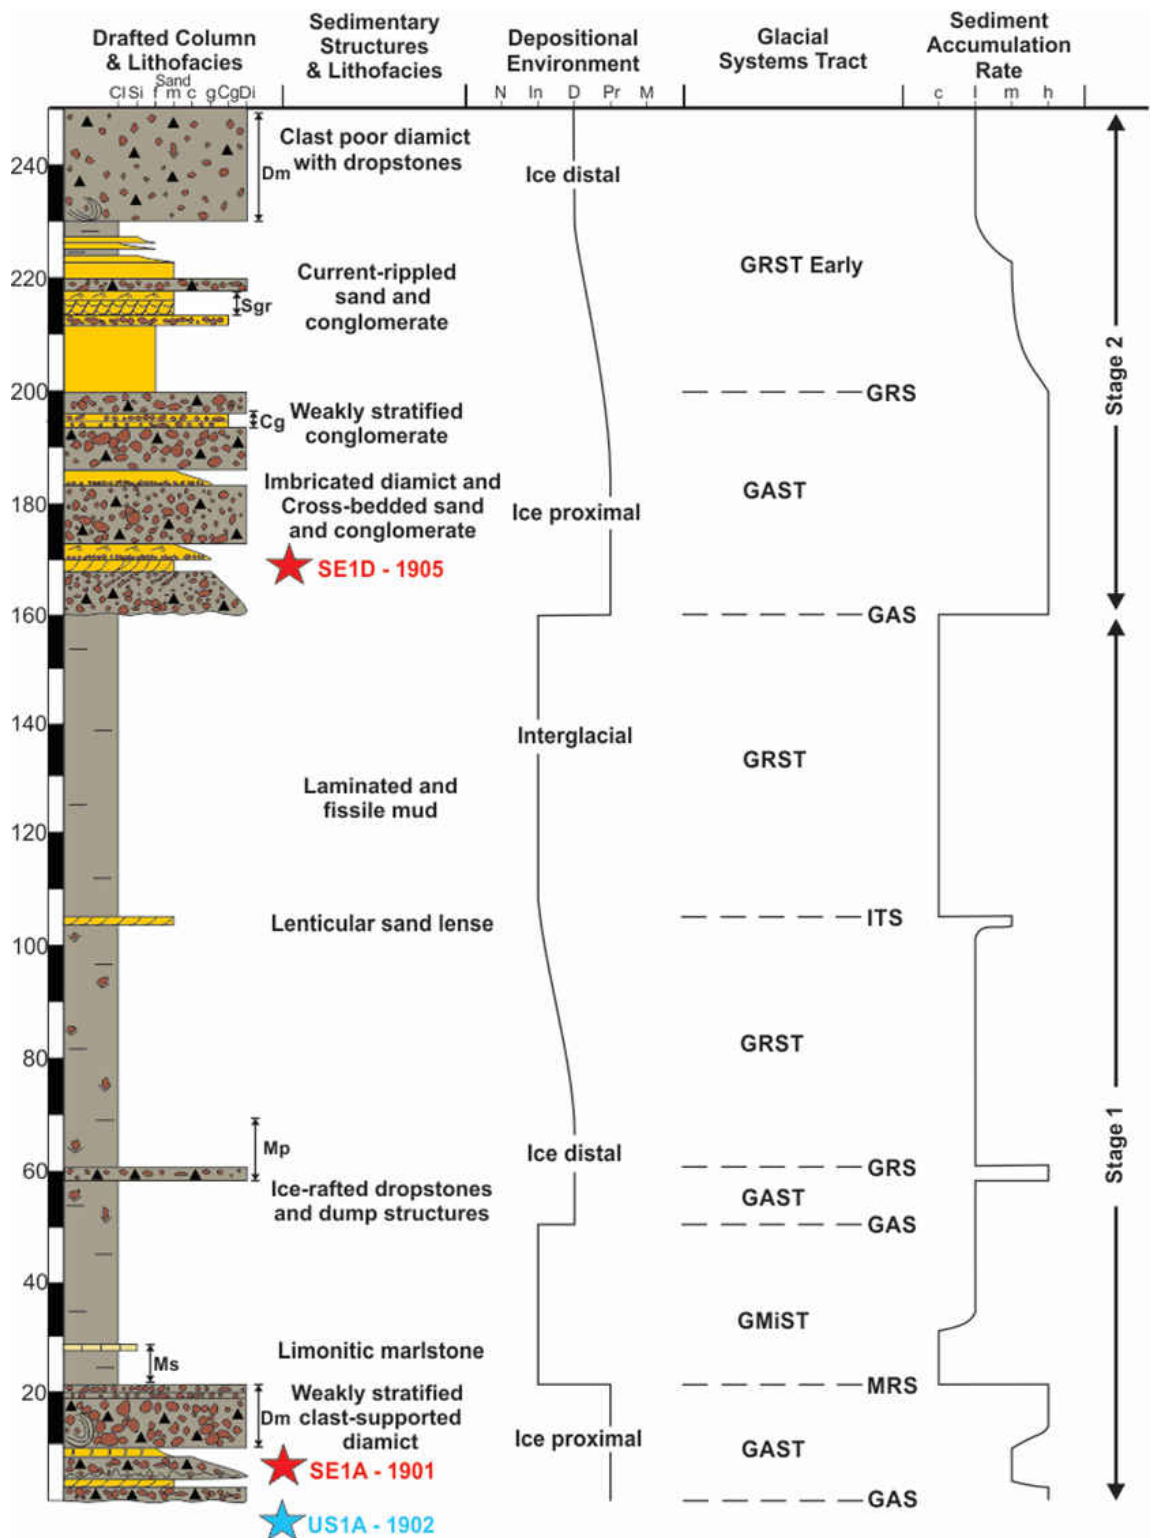 Drafted Column
& Lithofacies
Sedimentary
Structures
& Lithofacies
Depositional
Environment
Glacial
Systems Tract
Sediment
Accumulation
Rate
Sand
Cl Si f m c g Cg Di
N In D Pr M
c l m h
240
220
200
180
160
140
120
100
80
60
40
20
Dm
Sgr
Cg
Mp
Ms
Dm
Clast poor diamict
with dropstones
Current-rippled
sand and
conglomerate
Weakly stratified
conglomerate
Imbricated diamict and
Cross-bedded sand
and conglomerate
SE1D - 1905
Laminated and
fissile mud
Lenticular sand lense
Ice-rafted dropstones
and dump structures
Limonitic marlstone
Weakly stratified
clast-supported
diamict
SE1A - 1901
US1A - 1902
Ice distal
Ice proximal
Interglacial
Ice distal
Ice proximal
GRST Early
GRS
GAST
GAS
GRST
ITS
GRST
GRS
GAST
GAS
GMiST
MRS
GAST
GAS
Stage 2
Stage 1